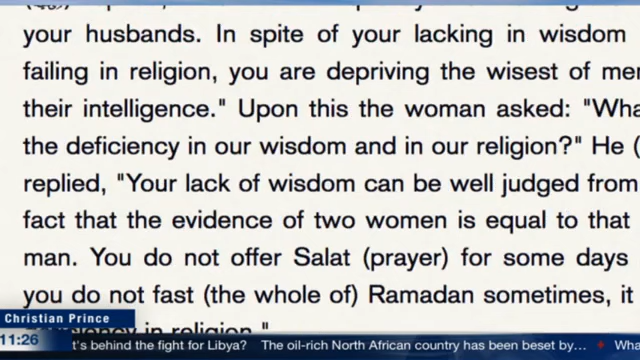 your husbands. In spite of your lacking in wisdom
failing in religion, you are depriving the wisest of
their intelligence." Upon this the woman asked:
the deficiency in our wisdom and in our religion?" He
replied, "Your lack of wisdom can be well judged from
fact that the evidence of two women is equal to that
man. You do not offer Salat (prayer) for some days
you do not fast (the whole of) Ramadan sometimes, it
in religion."
Christian Prince
11:26
t's behind the fight for Libya? The oil-rich North African country has been beset by… ♦ Wha